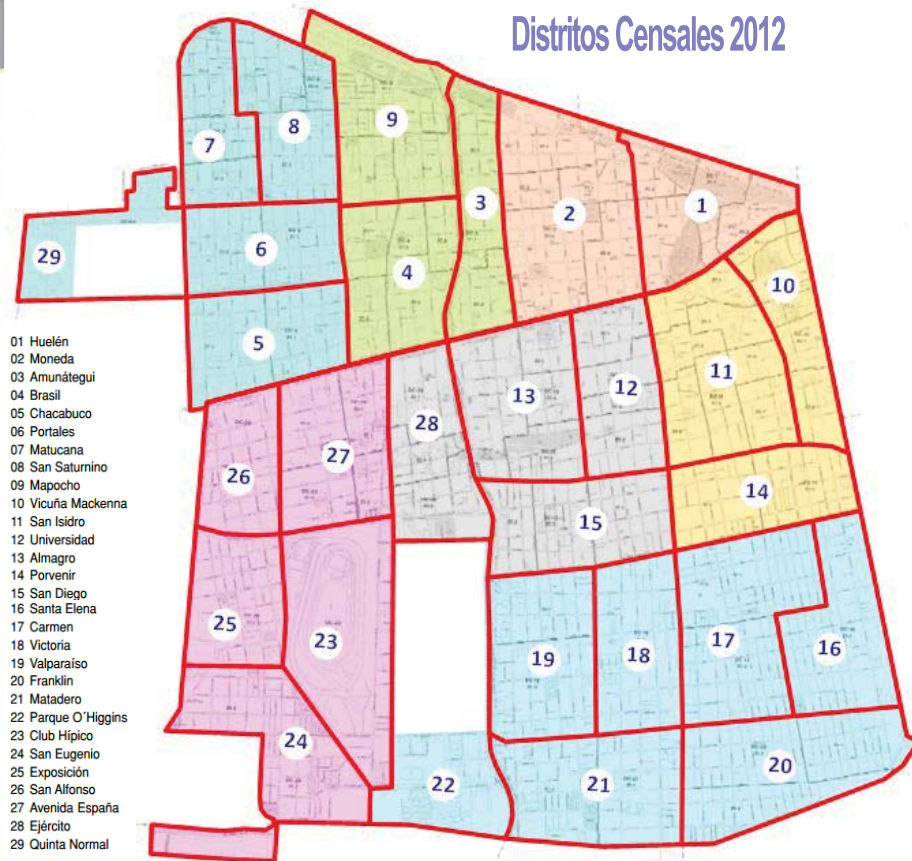 Distritos Censales 2012
7
8
9
3
2
1
10
29
6
4
5
11
12
13
28
27
26
14
15
25
23
19
18
17
16
24
22
21
20
01 Huelén
02 Moneda
03 Amunátegui
04 Brasil
05 Chacabuco
06 Portales
07 Matucana
08 San Saturnino
09 Mapocho
10 Vicuña Mackenna
11 San Isidro
12 Universidad
13 Almagro
14 Porvenir
15 San Diego
16 Santa Elena
17 Carmen
18 Victoria
19 Valparaíso
20 Franklin
21 Matadero
22 Parque O´Higgins
23 Club Hípico
24 San Eugenio
25 Exposición
26 San Alfonso
27 Avenida España
28 Ejército
29 Quinta Normal